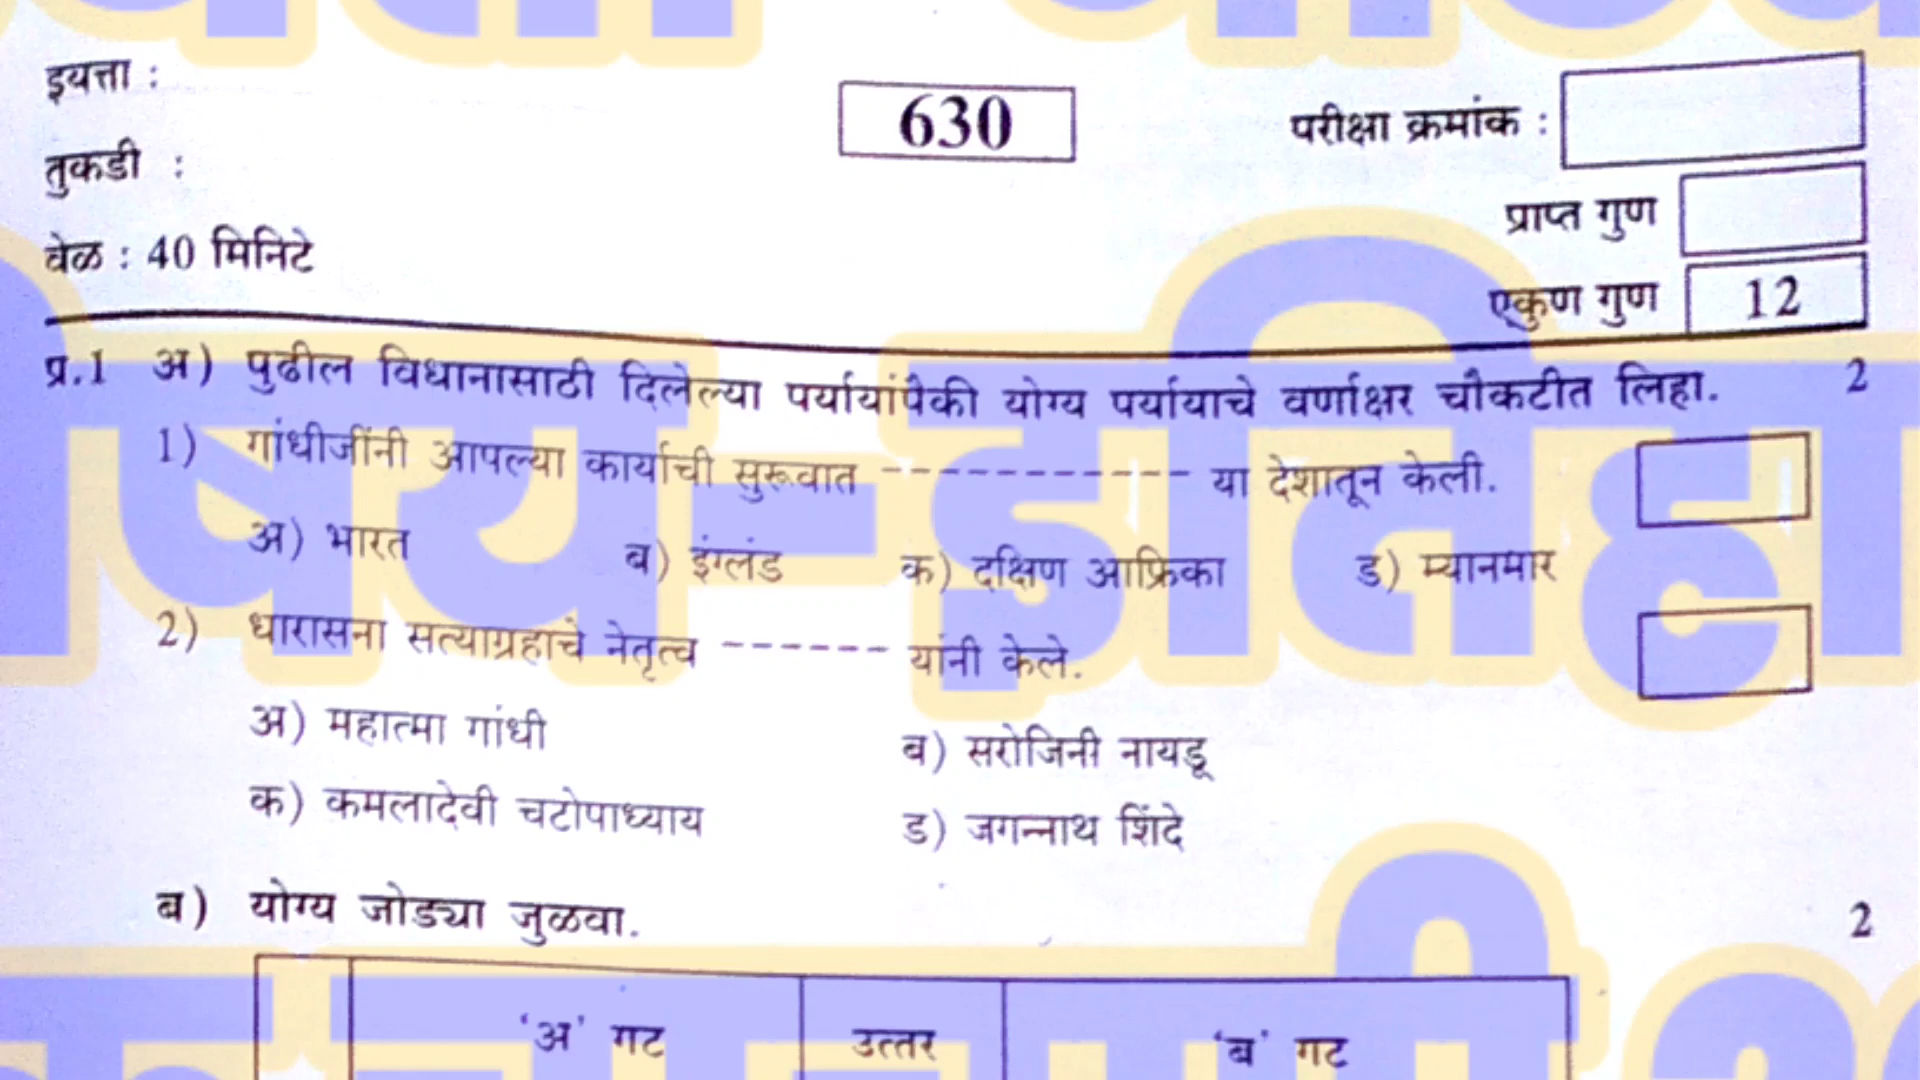 इयत्ता :
630
परीक्षा क्रमांक :
तुकडी :
प्राप्त गुण
वेळ : 40 मिनिटे
एकुण गुण 12
प्र.1 अ) पुढील विधानासाठी दिलेल्या पर्यायांपैकी योग्य पर्यायाचे वर्णाक्षर चौकटीत लिहा. 2
1) गांधीजींनी आपल्या कार्याची सुरूवात ------------ या देशातून केली.
अ) भारत ब) इंग्लंड क) दक्षिण आफ्रिका ड) म्यानमार
2) धारासना सत्याग्रहाचे नेतृत्व ------ यांनी केले.
अ) महात्मा गांधी ब) सरोजिनी नायडू
क) कमलादेवी चटोपाध्याय ड) जगन्नाथ शिंदे
ब) योग्य जोड्या जुळवा. 2
'अ' गट उत्तर 'ब' गट